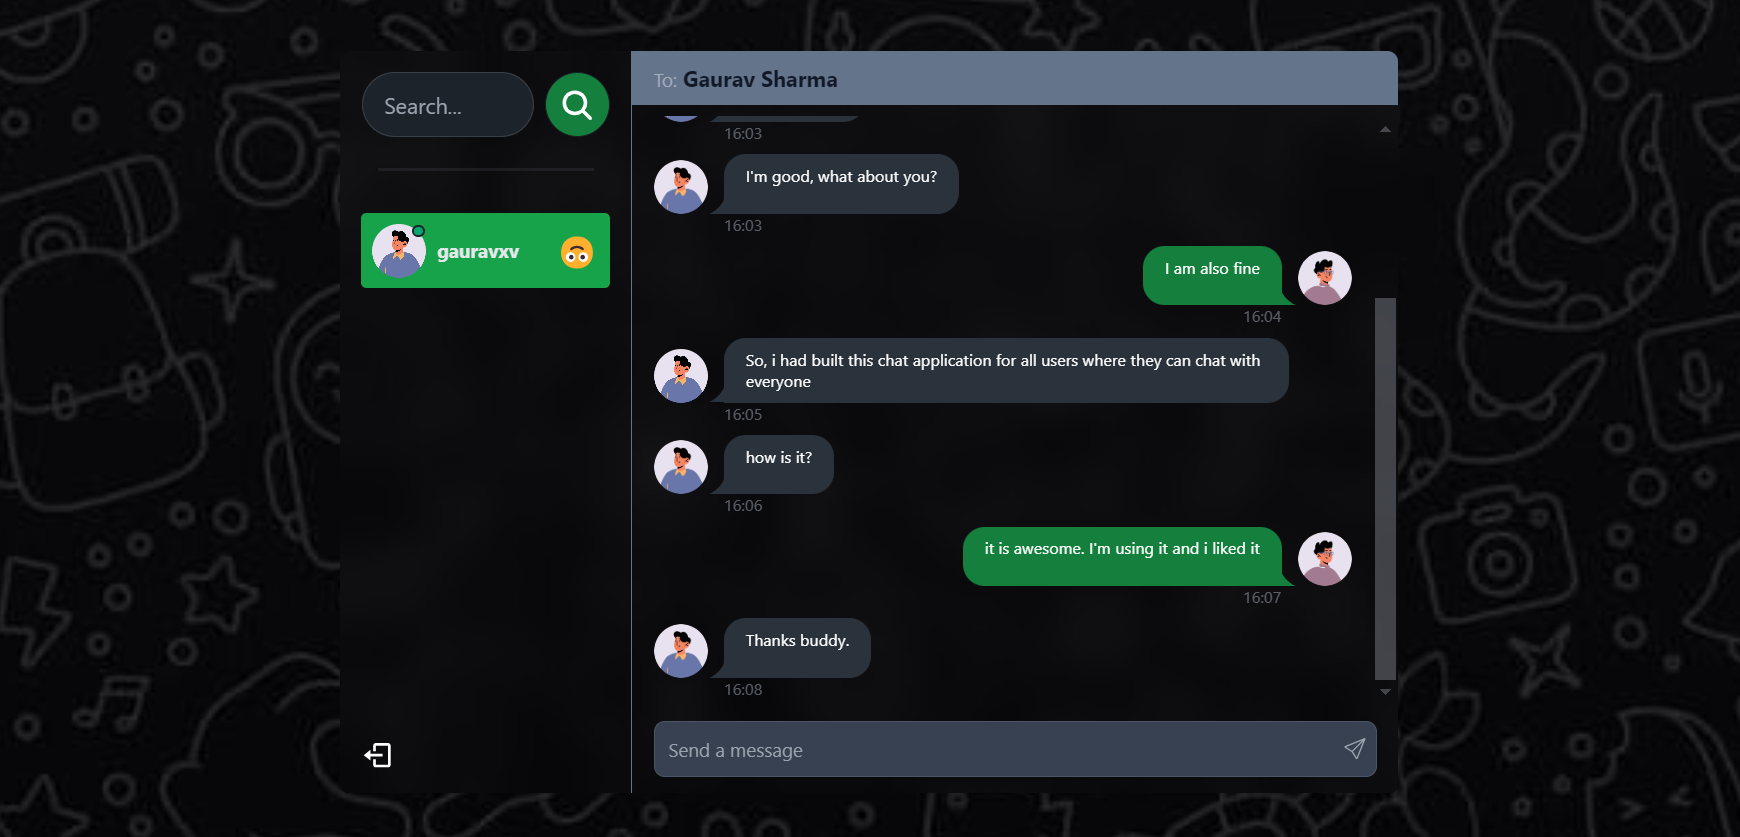 Search...
gauravxv
To: Gaurav Sharma
16:03
I'm good, what about you?
16:03
I am also fine
16:04
So, i had built this chat application for all users where they can chat with
everyone
16:05
how is it?
16:06
it is awesome. I'm using it and i liked it
16:07
Thanks buddy.
16:08
Send a message